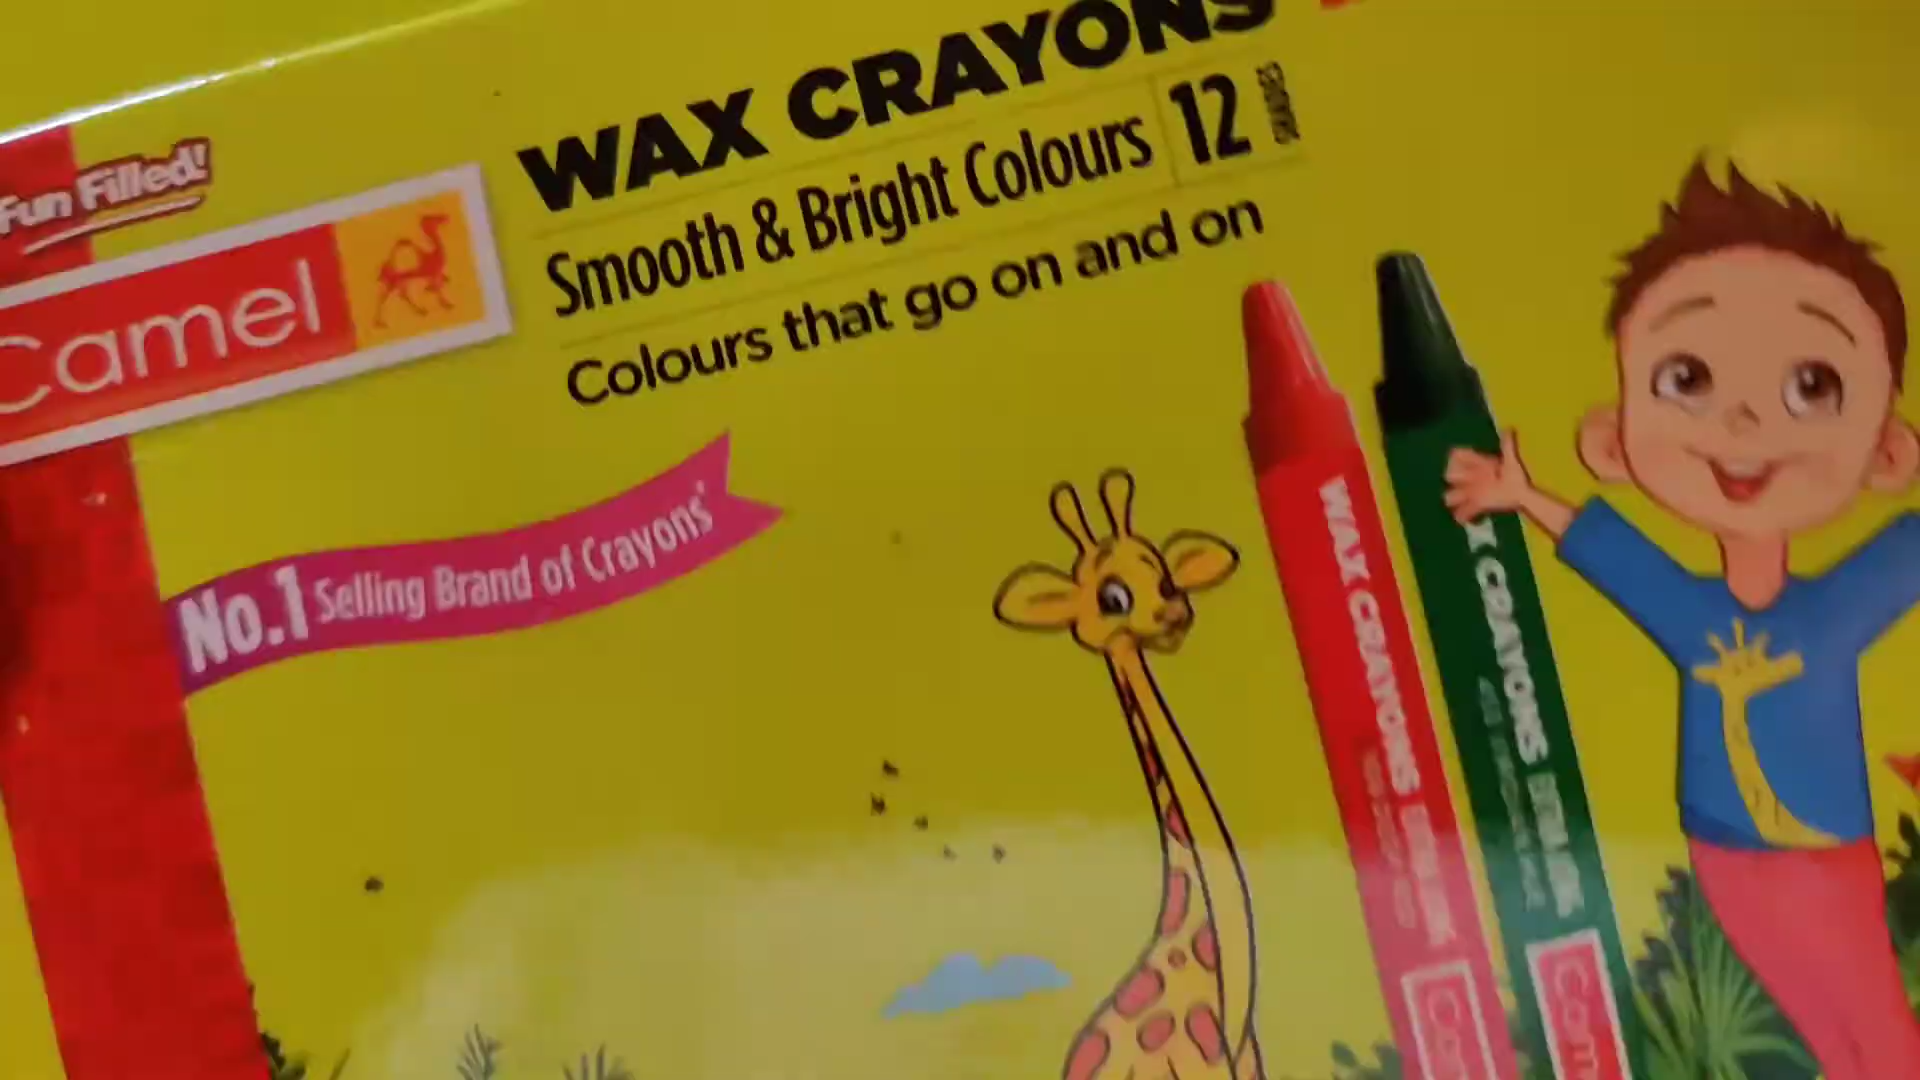 WAX CRAYONS
Fun Filled!
Smooth & Bright Colours 12
Camel
Colours that go on and on
No.1 Selling Brand of Crayons*
WAX CRAYONS
X CRAYONS
Cam